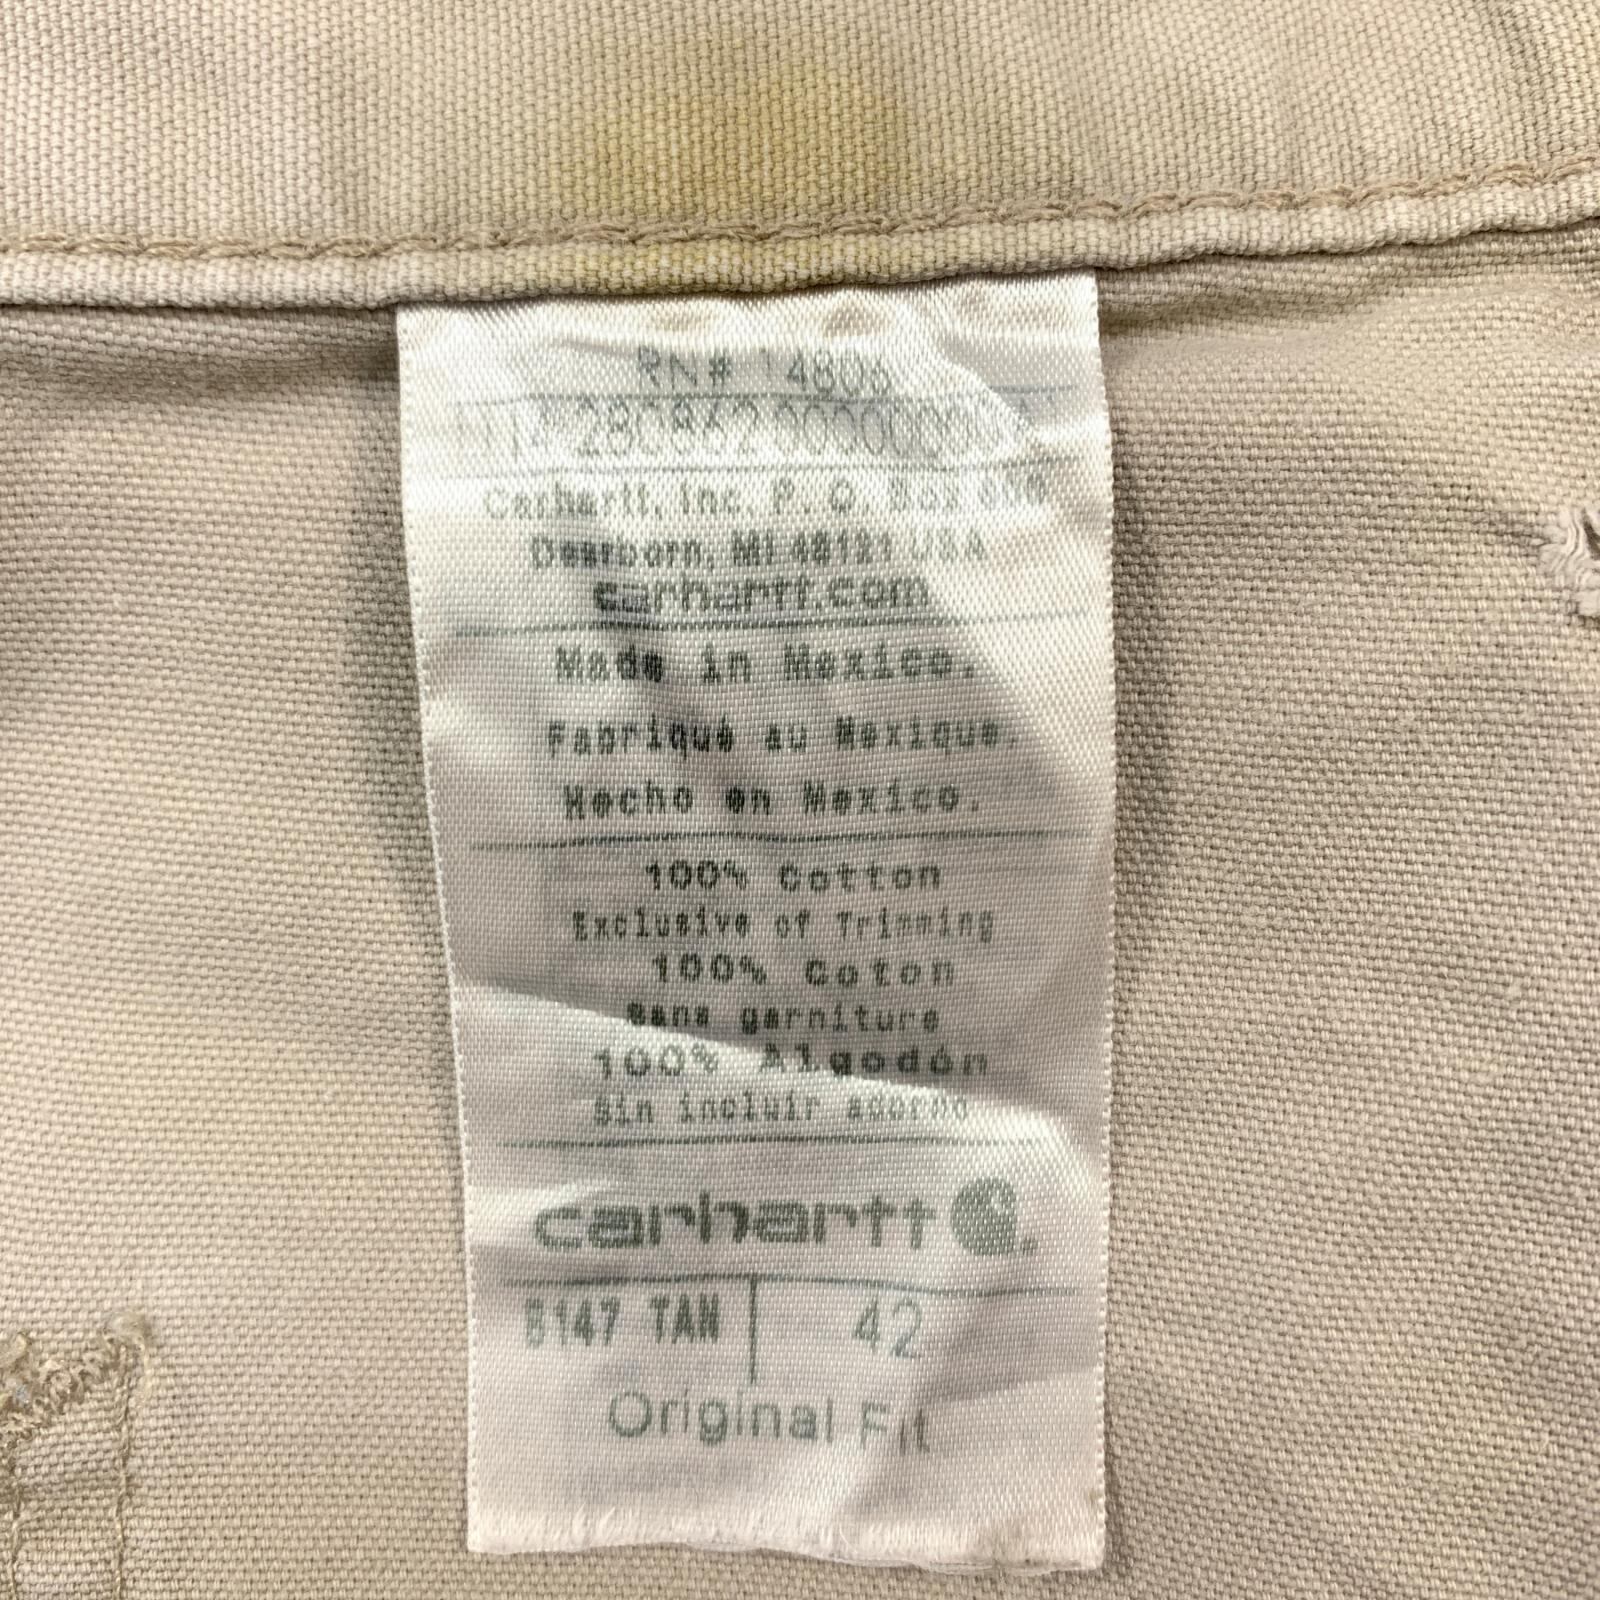 RN# 14806
Carhartt, Inc. P. O. Box 600
Dearborn, MI 48121 USA
carhartt.com
Made in Mexico.
Fabriqué au Mexique.
Hecho en Mexico.
100% Cotton
Exclusive of Trimming
100% Coton
Sans garniture
100% Algodón
Sin incluir adorno
carhartt
B147 TAN 42
Original Fit